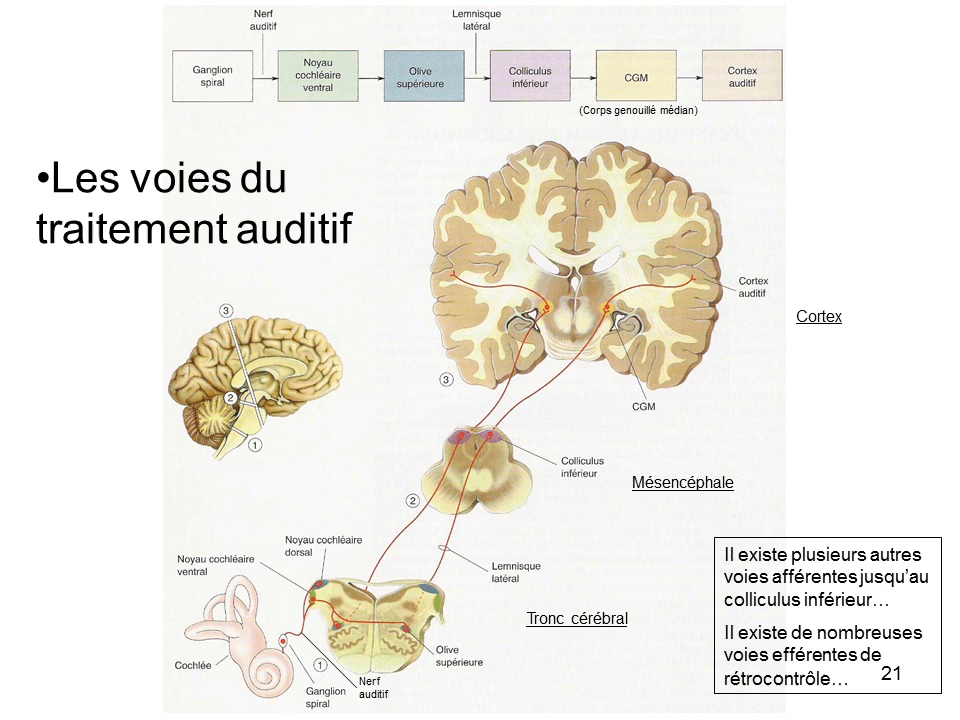 Nerf
auditif
Lemnisque
latéral
Ganglion
spiral
Noyau
cochléaire
ventral
Olive
supérieure
Colliculus
inférieur
CGM
Cortex
auditif
(Corps genouillé médian)
•Les voies du
traitement auditif
Cortex
auditif
Cortex
3
2
1
3
CGM
Colliculus
inférieur
Mésencéphale
2
Noyau cochléaire
dorsal
Noyau cochléaire
ventral
Lemnisque
latéral
Tronc cérébral
Olive
supérieure
Cochlée
1
Nerf
auditif
Ganglion
spiral
Il existe plusieurs autres
voies afférentes jusqu’au
colliculus inférieur…
Il existe de nombreuses
voies efférentes de
rétrocontrôle…
21